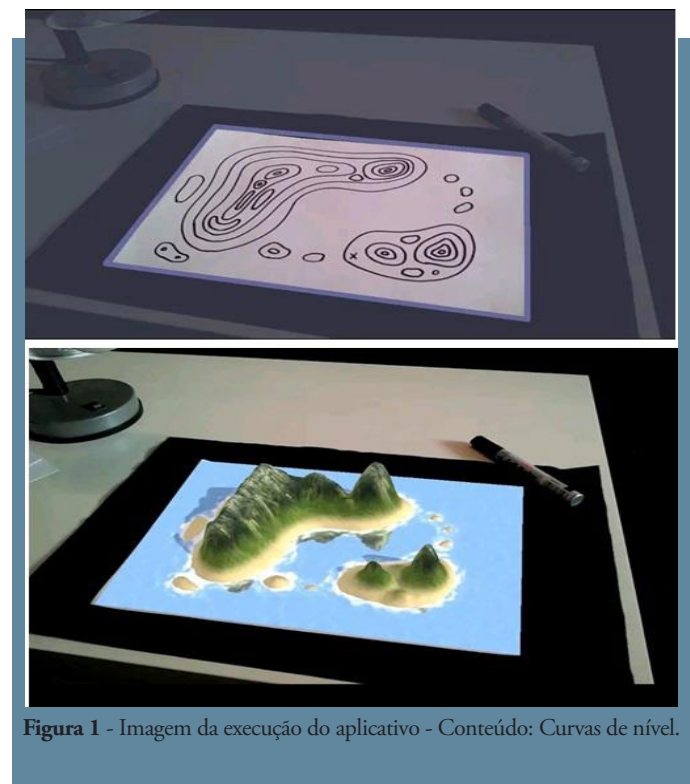 Figura 1 - Imagem da execução do aplicativo - Conteúdo: Curvas de nível.